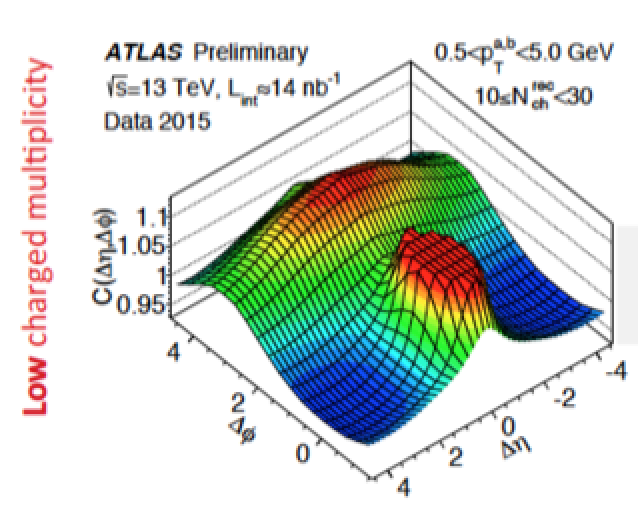 Low charged multiplicity
ATLAS Preliminary
√s=13 TeV, L_int≈14 nb⁻¹
Data 2015
0.5<p_T^{a,b}<5.0 GeV
10≤N_ch^{rec}<30
C(Δη,Δϕ)
1.1
1.05
1
0.95
4
2
0
Δϕ
4
2
0
-2
-4
Δη